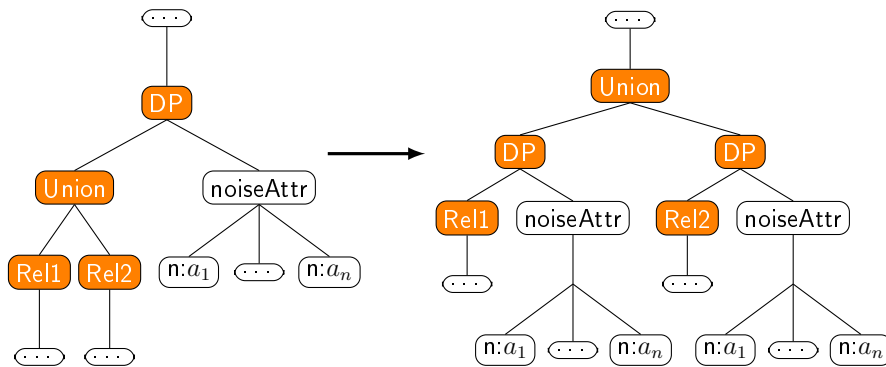 · · ·
DP
Union noiseAttr
Rel1 Rel2 n:a₁ · · · n:aₙ
· · · · · ·
· · ·
Union
DP DP
Rel1 noiseAttr Rel2 noiseAttr
· · · · · ·
n:a₁ · · · n:aₙ n:a₁ · · · n:aₙ